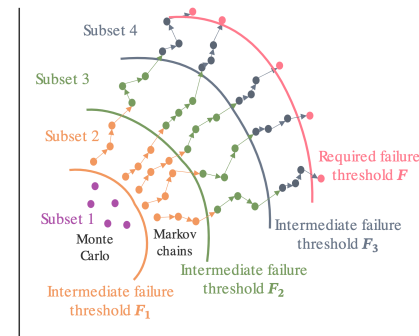 Subset 4
Subset 3
Subset 2
Subset 1
Monte
Carlo
Markov
chains
Required failure
threshold F
Intermediate failure
threshold F3
Intermediate failure
threshold F2
Intermediate failure
threshold F1